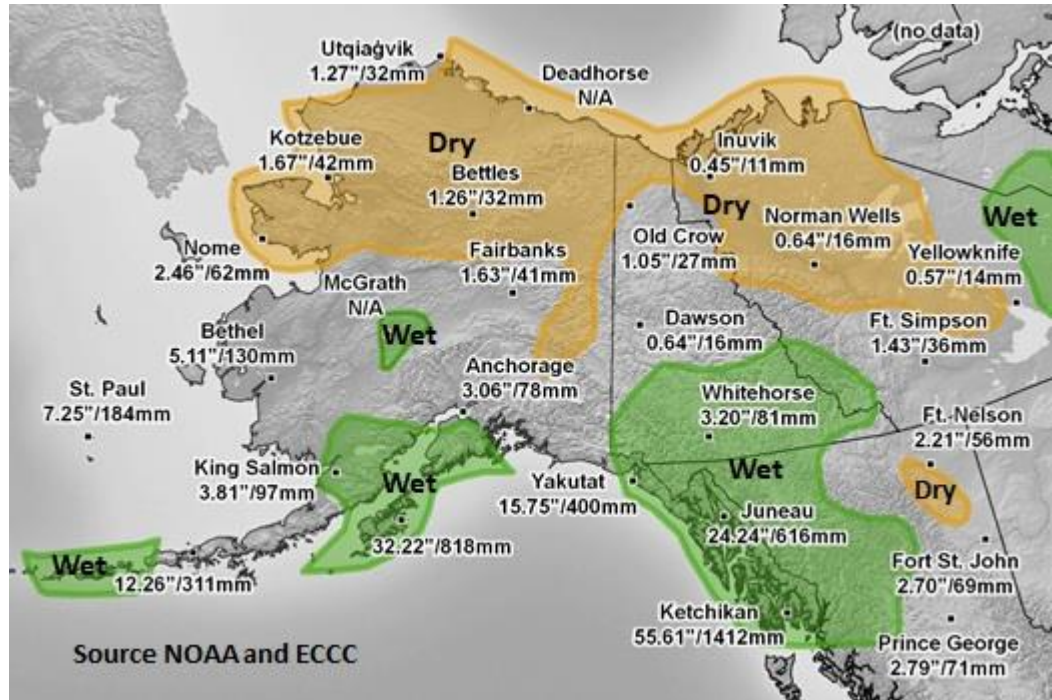 (no data)
Utqiaġvik
1.27"/32mm
Deadhorse
N/A
Kotzebue
1.67"/42mm
Dry
Bettles
1.26"/32mm
Inuvik
0.45"/11mm
Dry
Norman Wells
0.64"/16mm
Wet
Nome
2.46"/62mm
Fairbanks
1.63"/41mm
Old Crow
1.05"/27mm
Yellowknife
0.57"/14mm
McGrath
N/A
Wet
Bethel
5.11"/130mm
Dawson
0.64"/16mm
Ft. Simpson
1.43"/36mm
St. Paul
7.25"/184mm
Anchorage
3.06"/78mm
Whitehorse
3.20"/81mm
Ft. Nelson
2.21"/56mm
King Salmon
3.81"/97mm
Wet
Yakutat
15.75"/400mm
Wet
Dry
Juneau
24.24"/616mm
32.22"/818mm
Wet
12.26"/311mm
Fort St. John
2.70"/69mm
Ketchikan
55.61"/1412mm
Prince George
2.79"/71mm
Source NOAA and ECCC